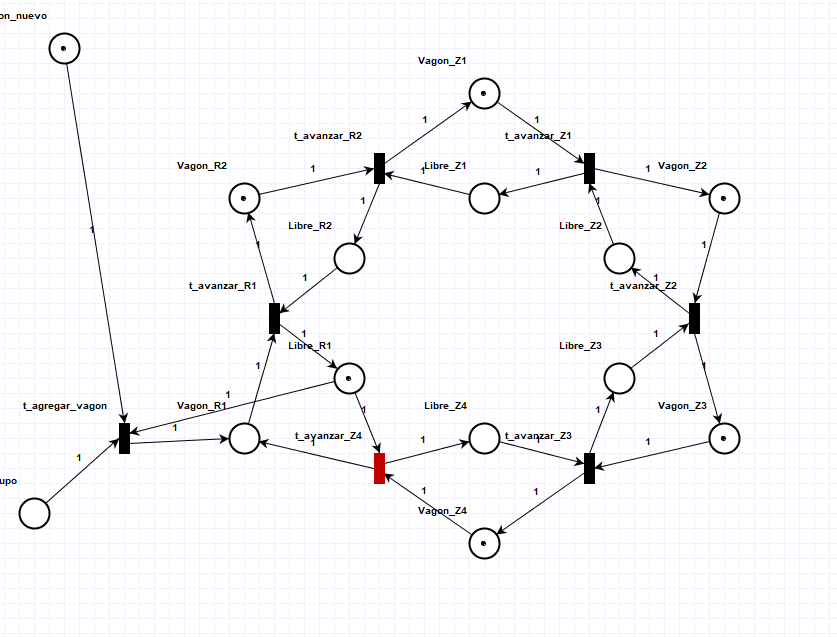 on_nuevo
Vagon_Z1
1
1
t_avanzar_R2
t_avanzar_Z1
Vagon_R2
1
Libre_Z1
1
1
1
Vagon_Z2
1
1
Libre_R2
Libre_Z2
1
1
1
1
1
t_avanzar_R1
t_avanzar_Z2
1
1
Libre_R1
Libre_Z3
1
1
1
t_agregar_vagon
Vagon_R1
1
Libre_Z4
1
Vagon_Z3
1
t_avanzar_Z4
1
1
t_avanzar_Z3
1
1
1
upo
1
1
Vagon_Z4